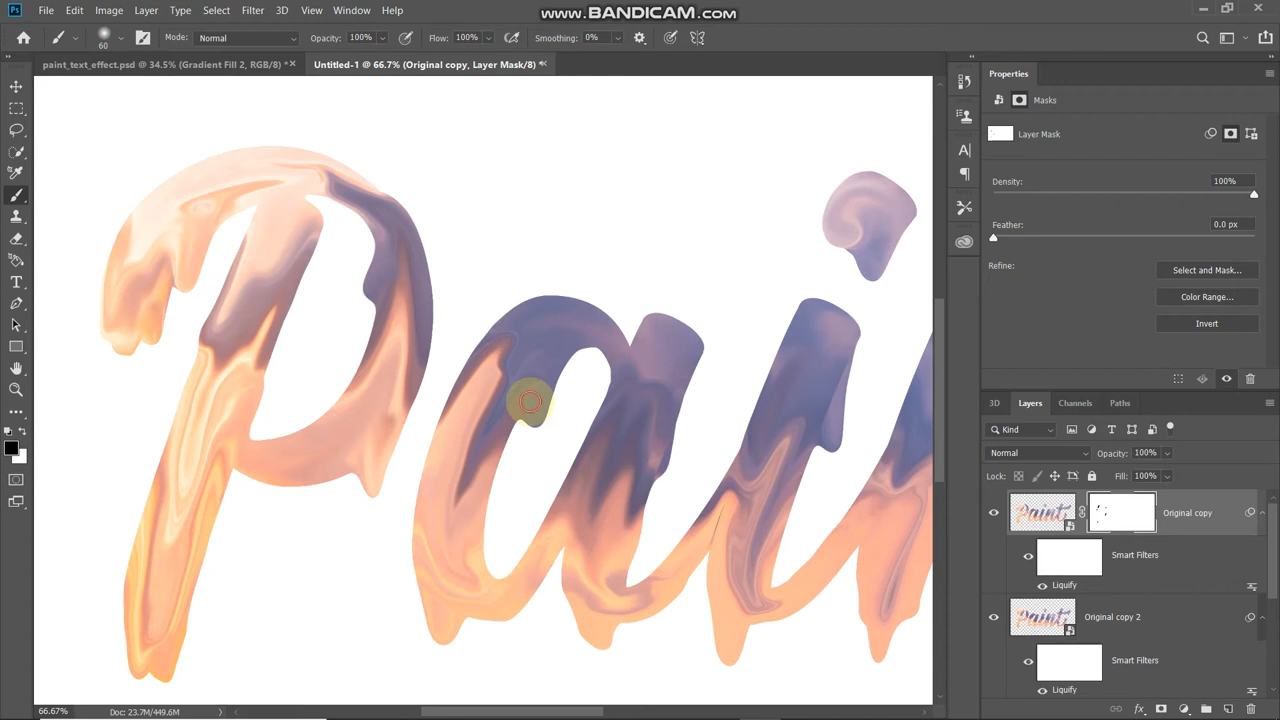 www.BANDICAM.com
Ps File Edit Image Layer Type Select Filter 3D View Window Help
60 Mode: Normal Opacity: 100% Flow: 100% Smoothing: 0%
paint_text_effect.psd @ 34.5% (Gradient Fill 2, RGB/8) * ×
Untitled-1 @ 66.7% (Original copy, Layer Mask/8)
Properties
Masks
Layer Mask
Density: 100%
Feather: 0.0 px
Refine: Select and Mask...
Color Range...
Invert
3D Layers Channels Paths
Kind
Normal Opacity: 100%
Lock: Fill: 100%
Paint Original copy
Smart Filters
Liquify
Paint Original copy 2
Smart Filters
Liquify
Pai
66.67% Doc: 23.7M/449.6M